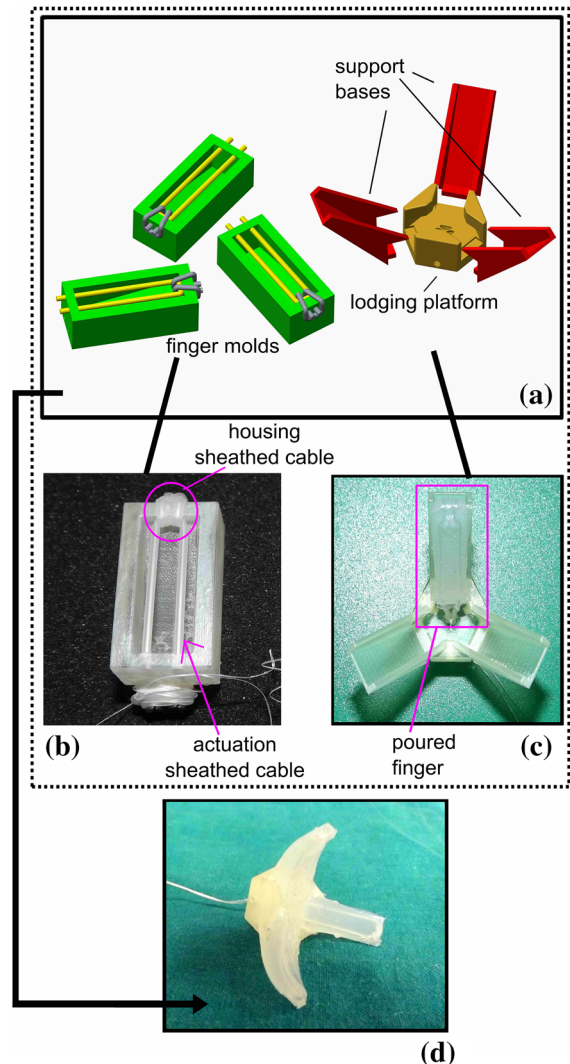 support
bases
lodging platform
finger molds
(a)
housing
sheathed cable
(b)
actuation
sheathed cable
(c)
poured
finger
(d)